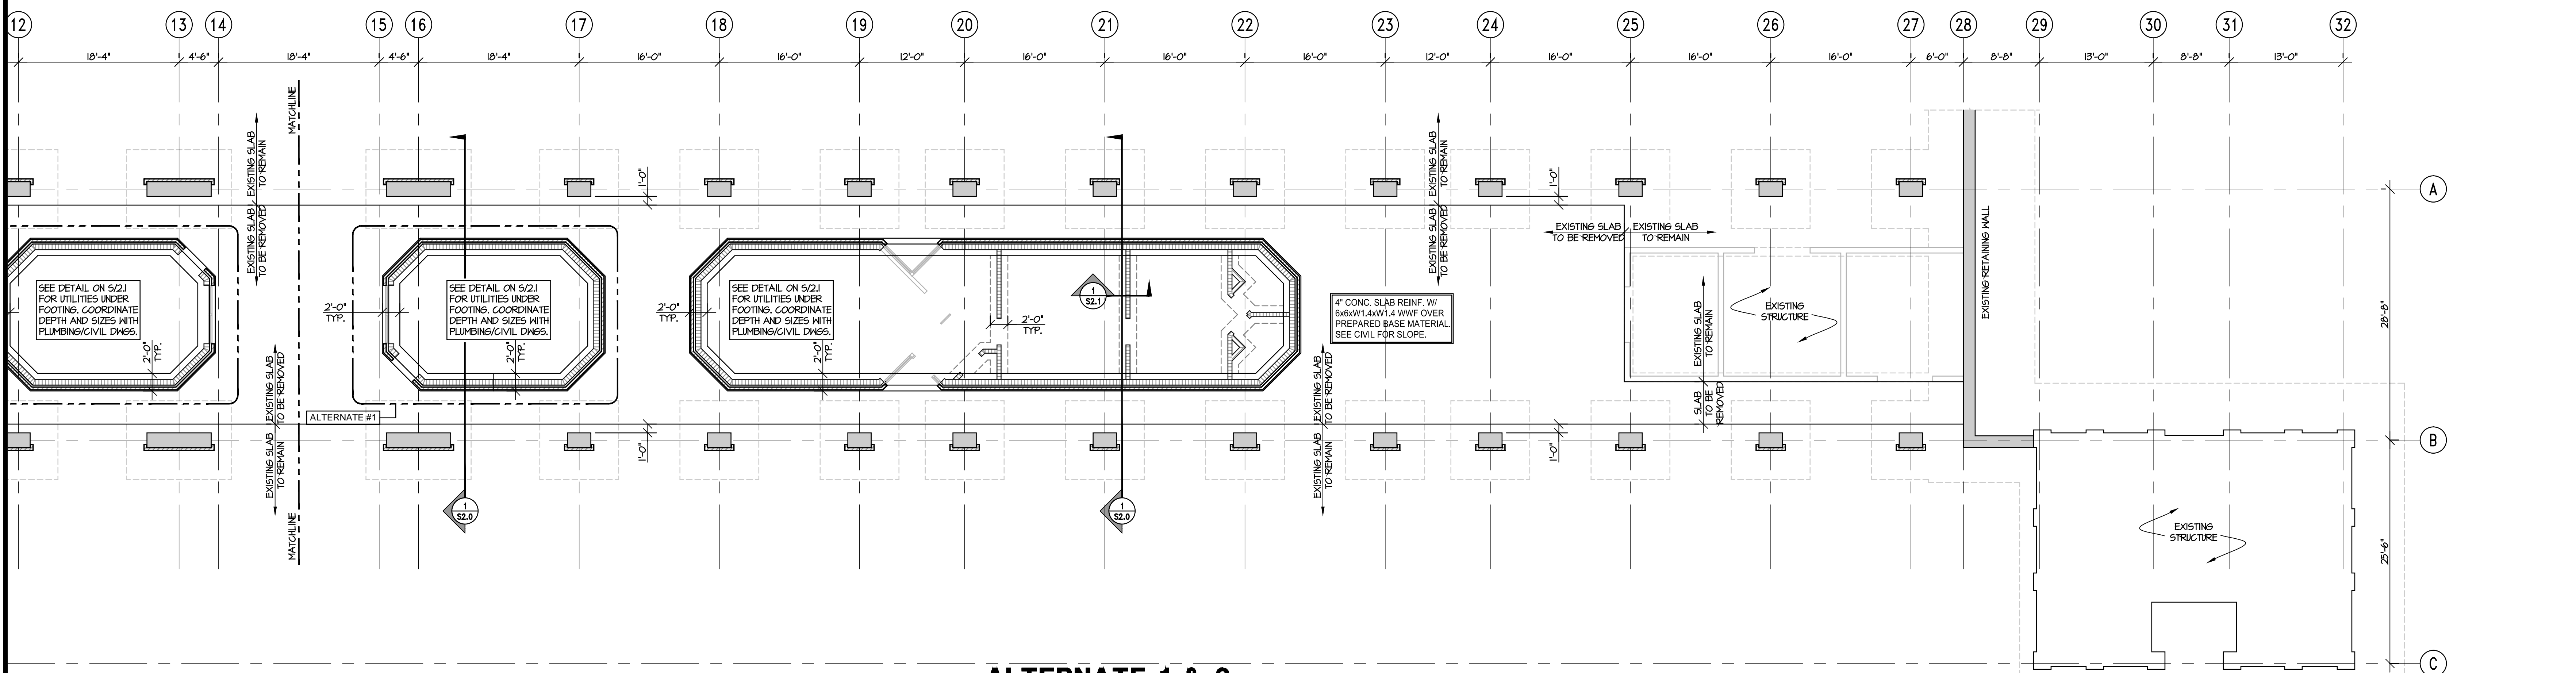 12 13 14 15 16 17 18 19 20 21 22 23 24 25 26 27 28 29 30 31 32
18'-4" 4'-6" 18'-4" 4'-6" 18'-4" 16'-0" 16'-0" 12'-0" 16'-0" 16'-0" 16'-0" 12'-0" 16'-0" 16'-0" 16'-0" 6'-0" 8'-8" 13'-0" 8'-8" 13'-0"
MATCHLINE
EXISTING SLAB
TO REMAIN
EXISTING SLAB
TO BE REMOVED
1'-0"
EXISTING SLAB
TO REMAIN
EXISTING SLAB
TO BE REMOVED
1'-0"
A
EXISTING SLAB
TO BE REMOVED
EXISTING SLAB
TO REMAIN
EXISTING RETAINING WALL
SEE DETAIL ON S/2.1
FOR UTILITIES UNDER
FOOTING. COORDINATE
DEPTH AND SIZES WITH
PLUMBING/CIVIL DWGS.
2'-0"
TYP.
2'-0"
TYP.
SEE DETAIL ON S/2.1
FOR UTILITIES UNDER
FOOTING. COORDINATE
DEPTH AND SIZES WITH
PLUMBING/CIVIL DWGS.
2'-0"
TYP.
2'-0"
TYP.
SEE DETAIL ON S/2.1
FOR UTILITIES UNDER
FOOTING. COORDINATE
DEPTH AND SIZES WITH
PLUMBING/CIVIL DWGS.
2'-0"
TYP.
1
S2.1
2'-0"
TYP.
4" CONC. SLAB REINF. W/
6x6xW1.4xW1.4 WWF OVER
PREPARED BASE MATERIAL.
SEE CIVIL FOR SLOPE.
EXISTING SLAB
TO REMAIN
EXISTING
STRUCTURE
28'-8"
SLAB
TO BE
REMOVED
ALTERNATE #1
EXISTING SLAB
TO BE REMOVED
EXISTING SLAB
TO REMAIN
EXISTING SLAB
TO BE REMOVED
EXISTING SLAB
TO REMAIN
1'-0"
1'-0"
B
MATCHLINE
1
S2.0
1
S2.0
EXISTING
STRUCTURE
25'-6"
C
ALTERNATE 1 &